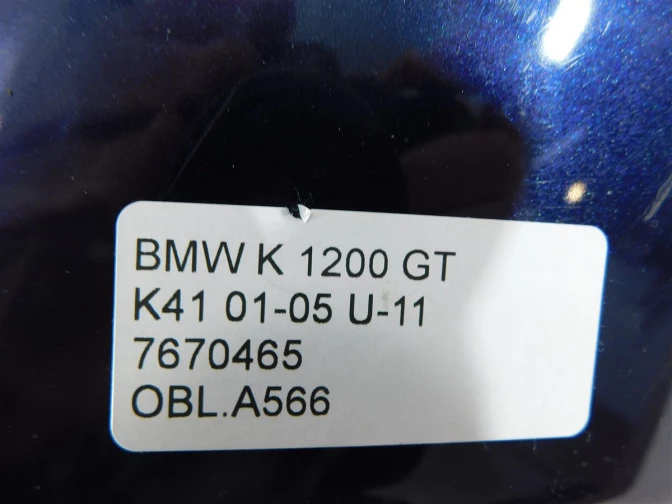 BMW K 1200 GT
K41 01-05 U-11
7670465
OBL.A566